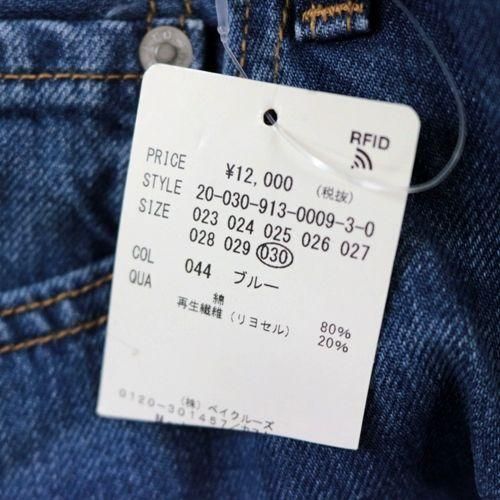 RFID
PRICE ¥12,000 (税抜)
STYLE 20-030-913-0009-3-0
SIZE 023 024 025 026 027
028 029 030
COL 044 ブルー
QUA
綿 80%
再生繊維(リヨセル) 20%
(株) ベイクルーズ
0120-301457